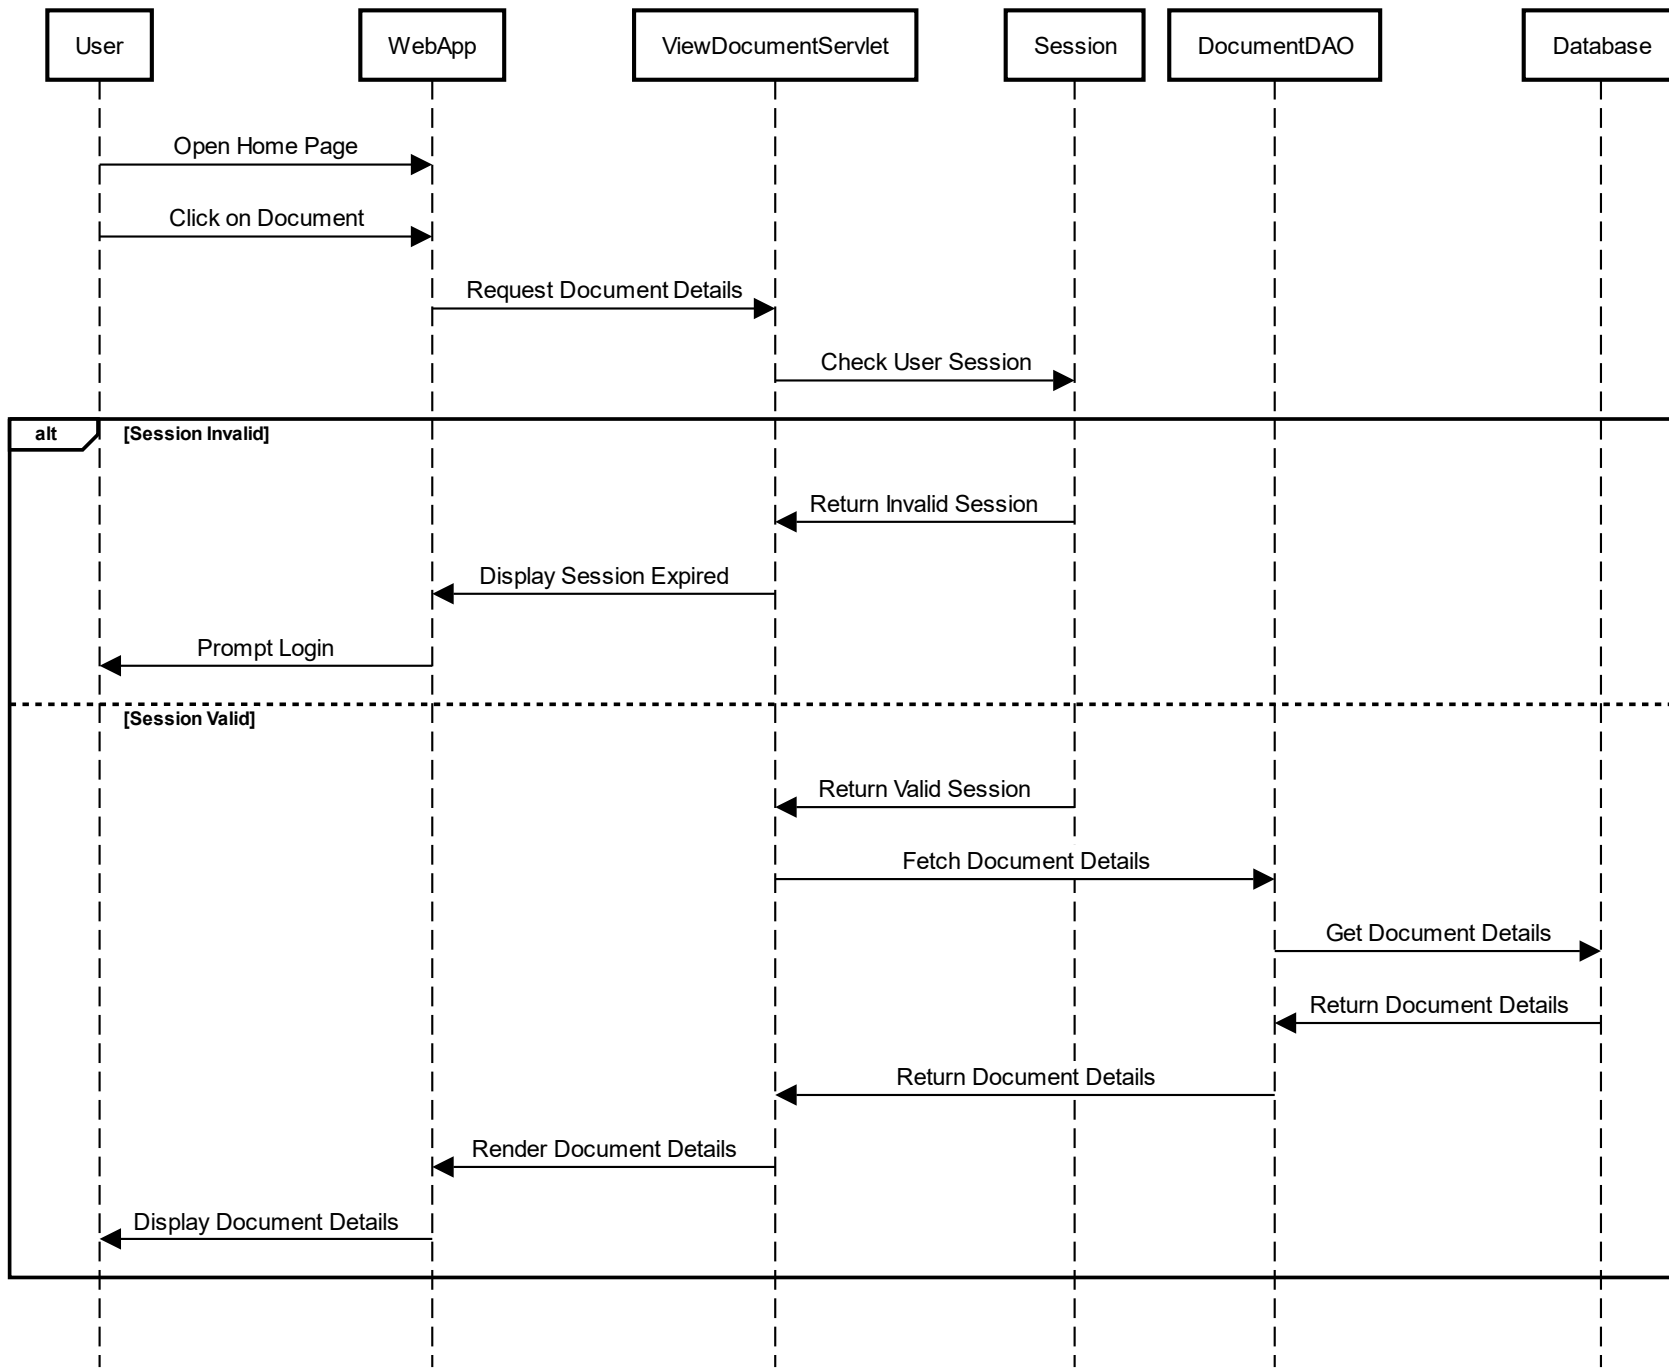 User
WebApp
ViewDocumentServlet
Session
DocumentDAO
Database
Open Home Page
Click on Document
Request Document Details
Check User Session
alt
[Session Invalid]
Return Invalid Session
Display Session Expired
Prompt Login
[Session Valid]
Return Valid Session
Fetch Document Details
Get Document Details
Return Document Details
Return Document Details
Render Document Details
Display Document Details